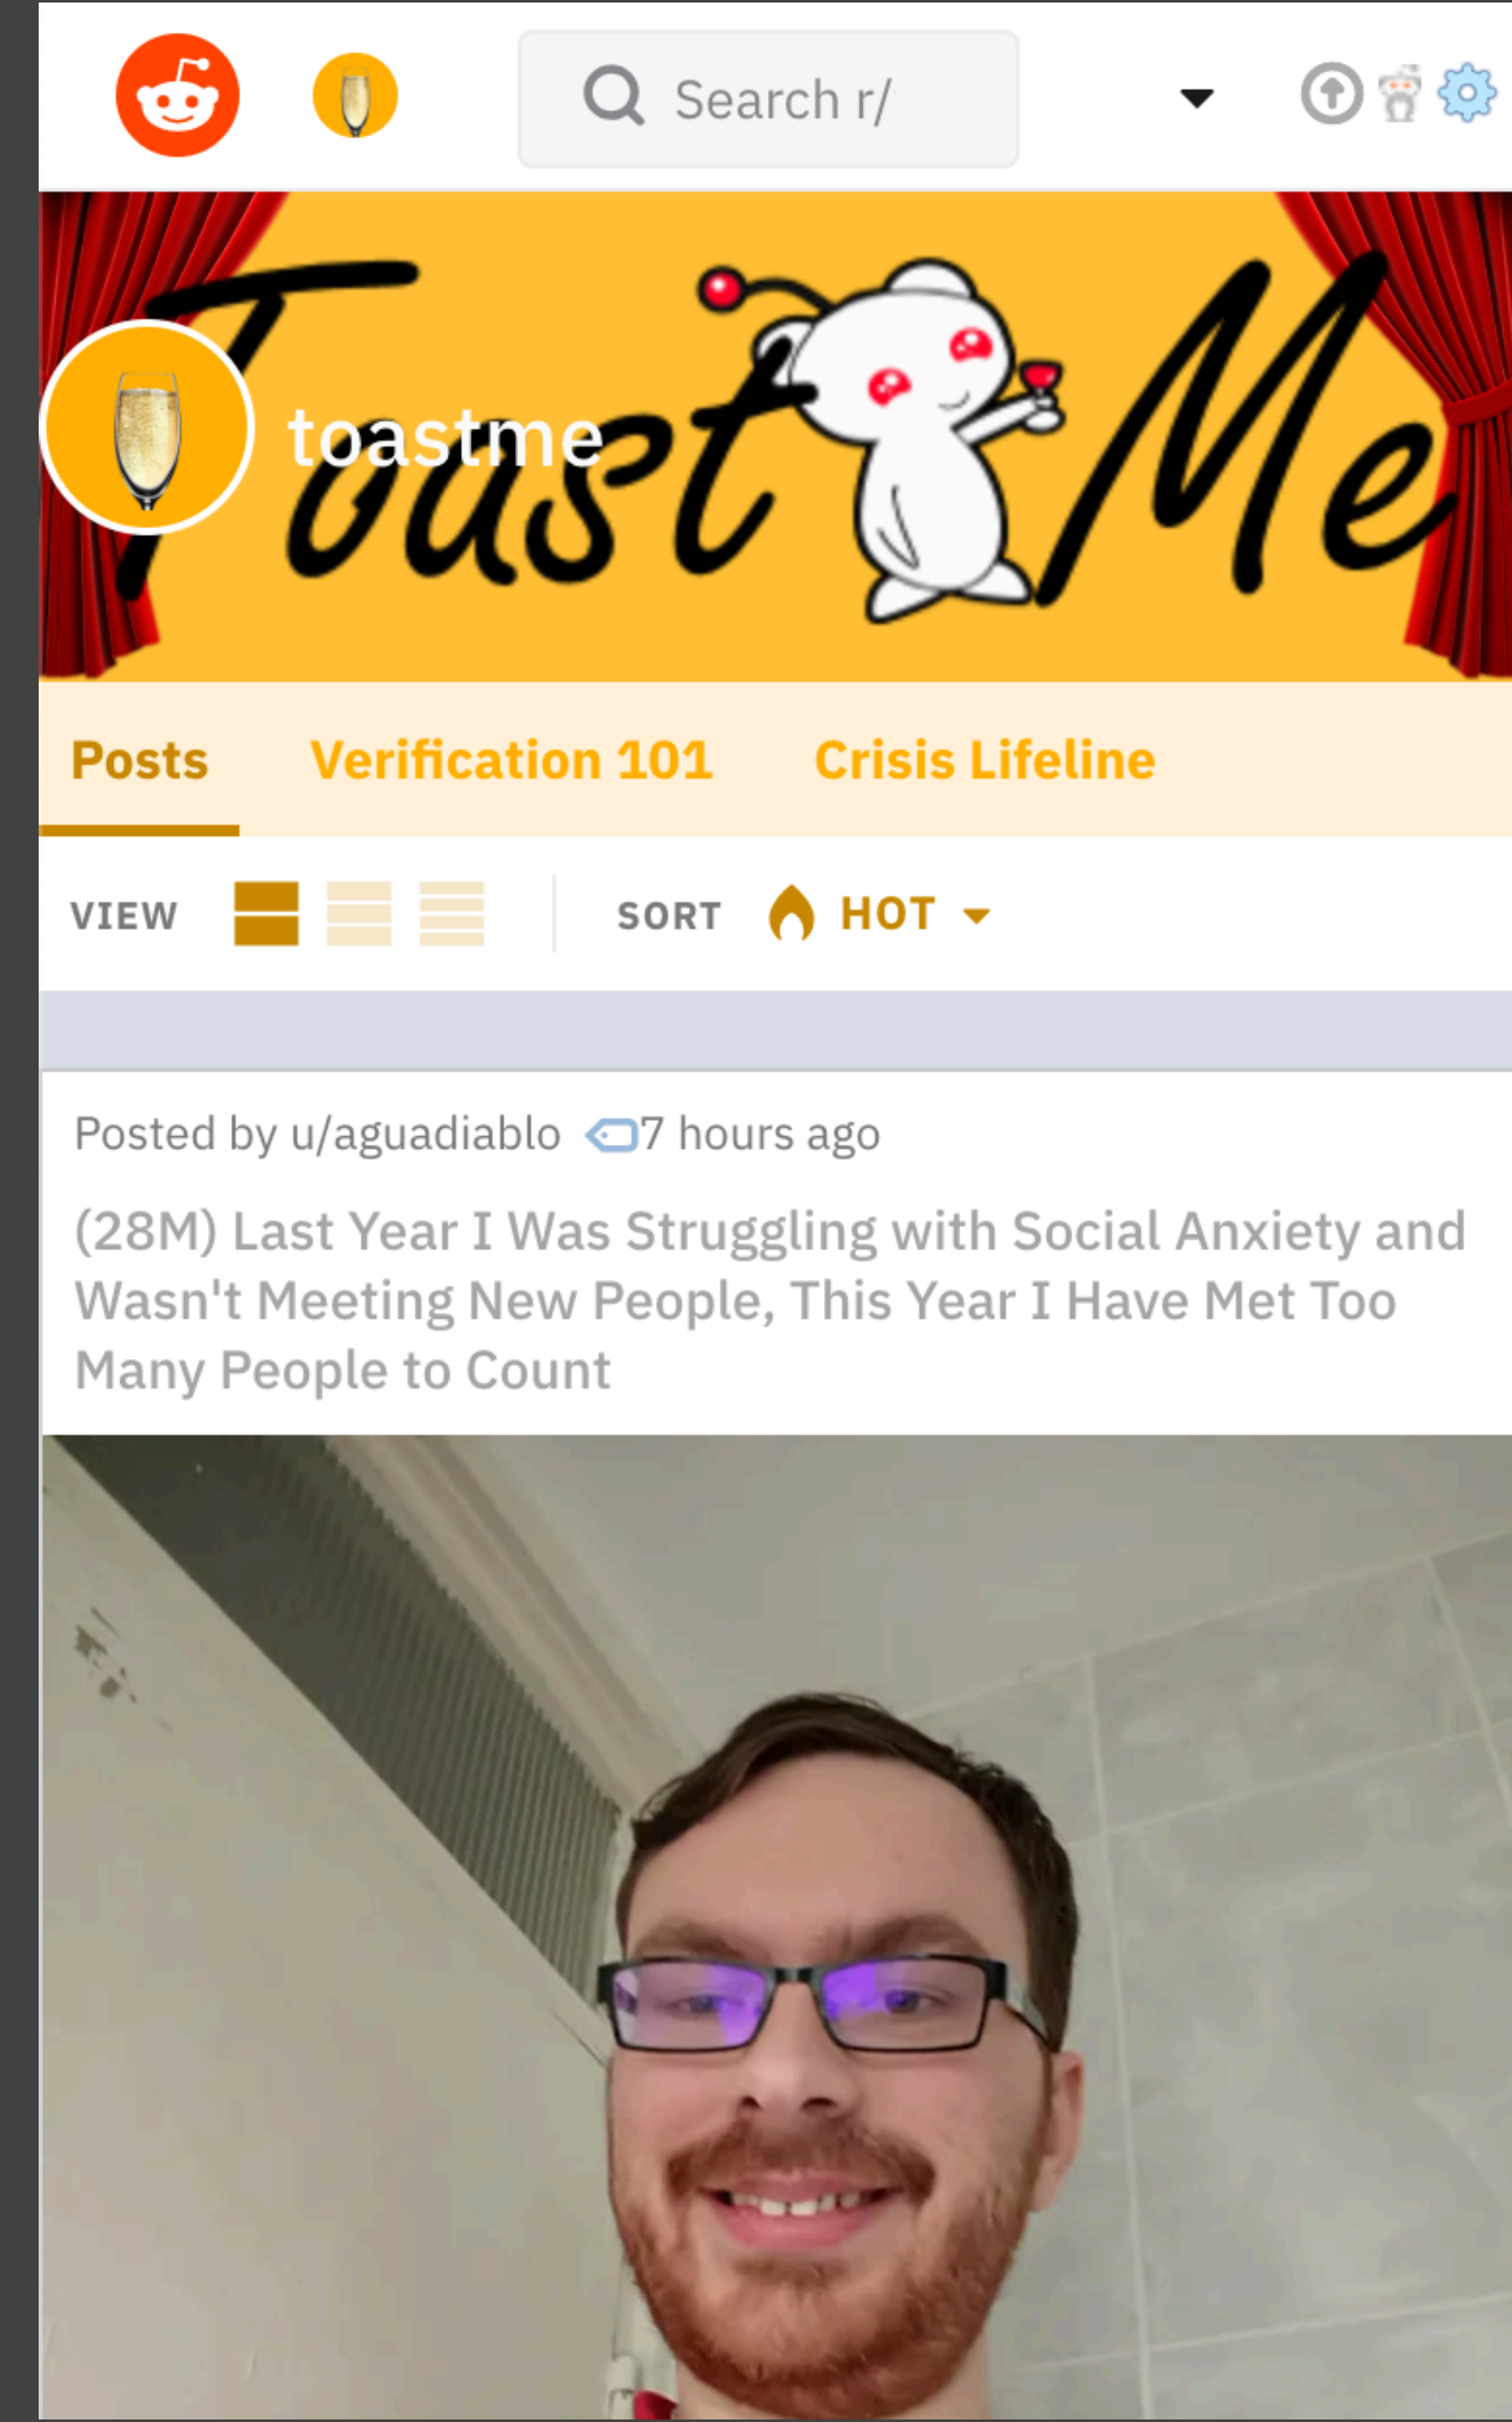 Search r/
Toast Me
toastme
Posts Verification 101 Crisis Lifeline
VIEW SORT HOT
Posted by u/aguadiablo 7 hours ago
(28M) Last Year I Was Struggling with Social Anxiety and
Wasn't Meeting New People, This Year I Have Met Too
Many People to Count